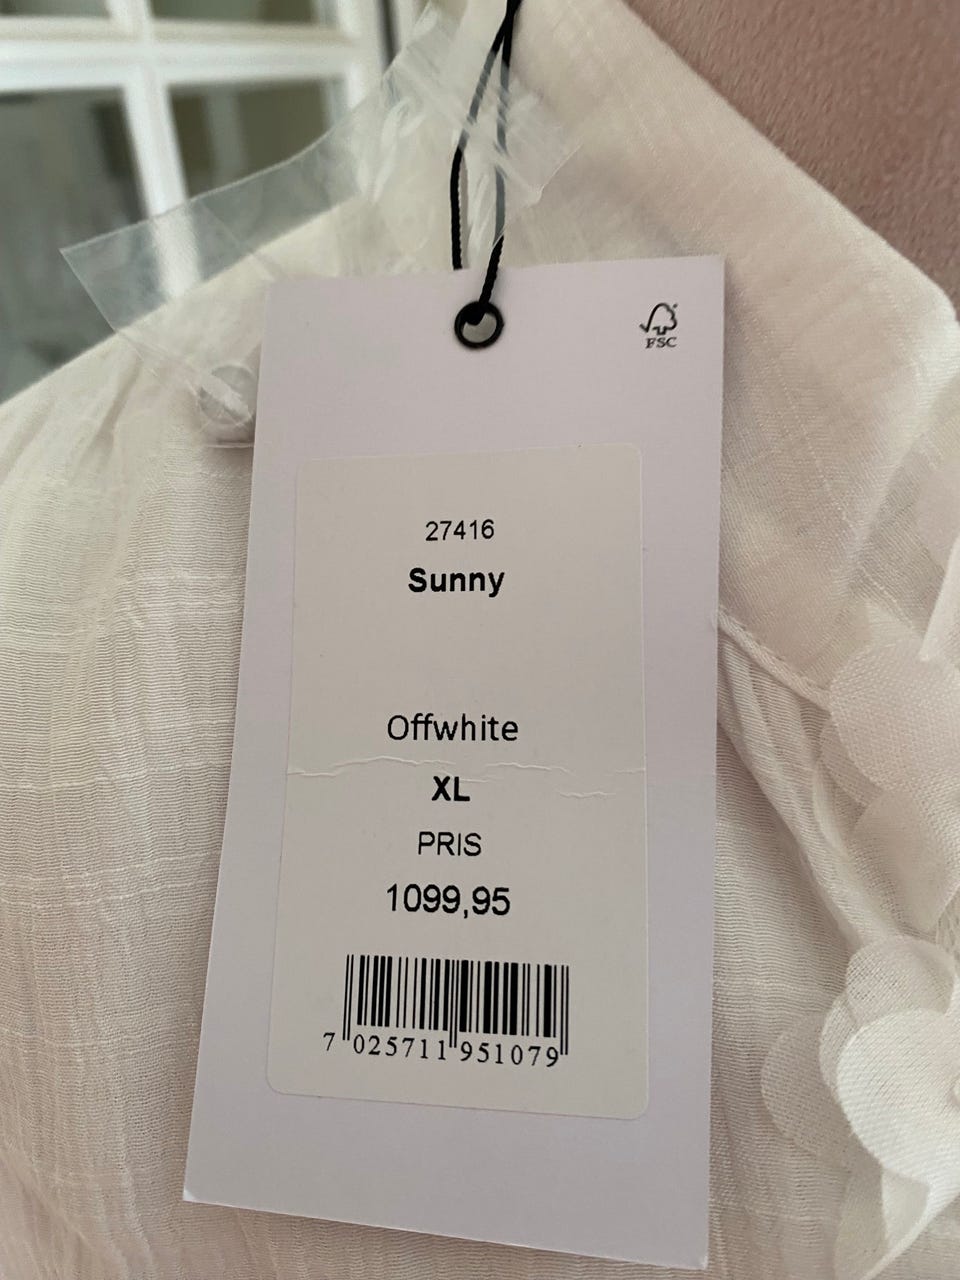 FSC
27416
Sunny
Offwhite
XL
PRIS
1099,95
7 025711 951079